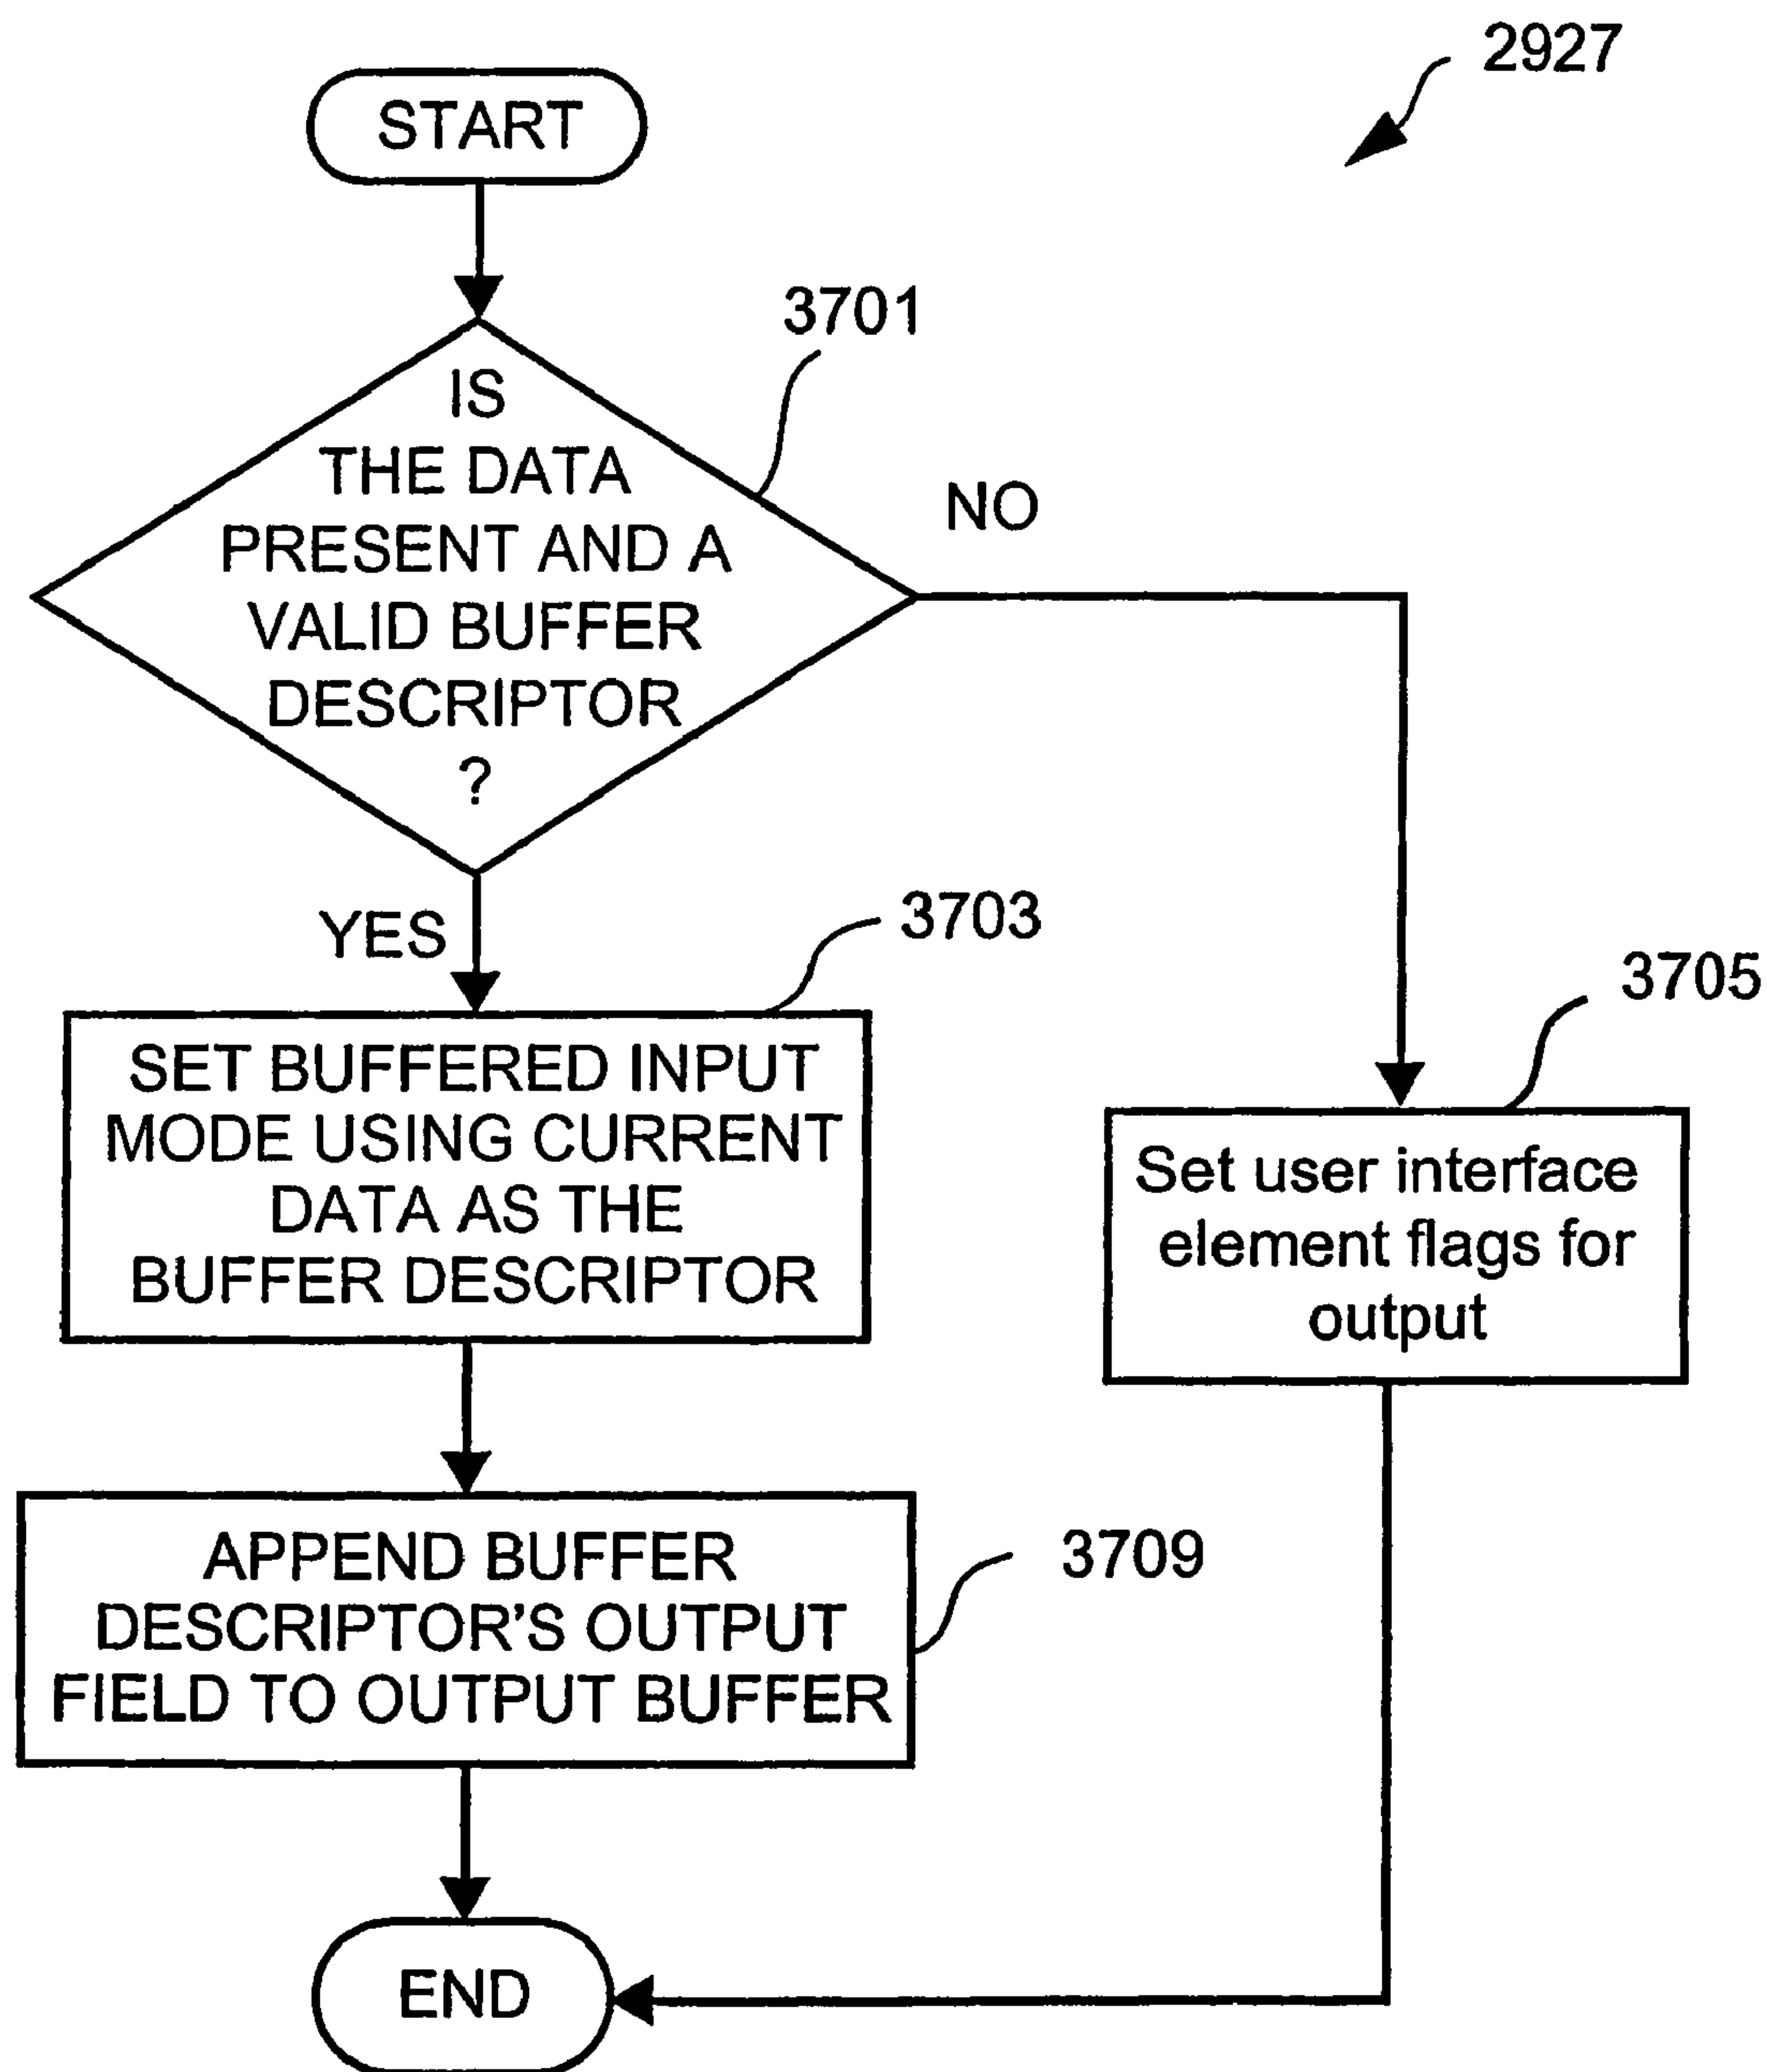 2927
START
3701
IS
THE DATA
PRESENT AND A
VALID BUFFER
DESCRIPTOR
?
NO
YES
3703
SET BUFFERED INPUT
MODE USING CURRENT
DATA AS THE
BUFFER DESCRIPTOR
3705
Set user interface
element flags for
output
APPEND BUFFER
DESCRIPTOR'S OUTPUT
FIELD TO OUTPUT BUFFER
3709
END